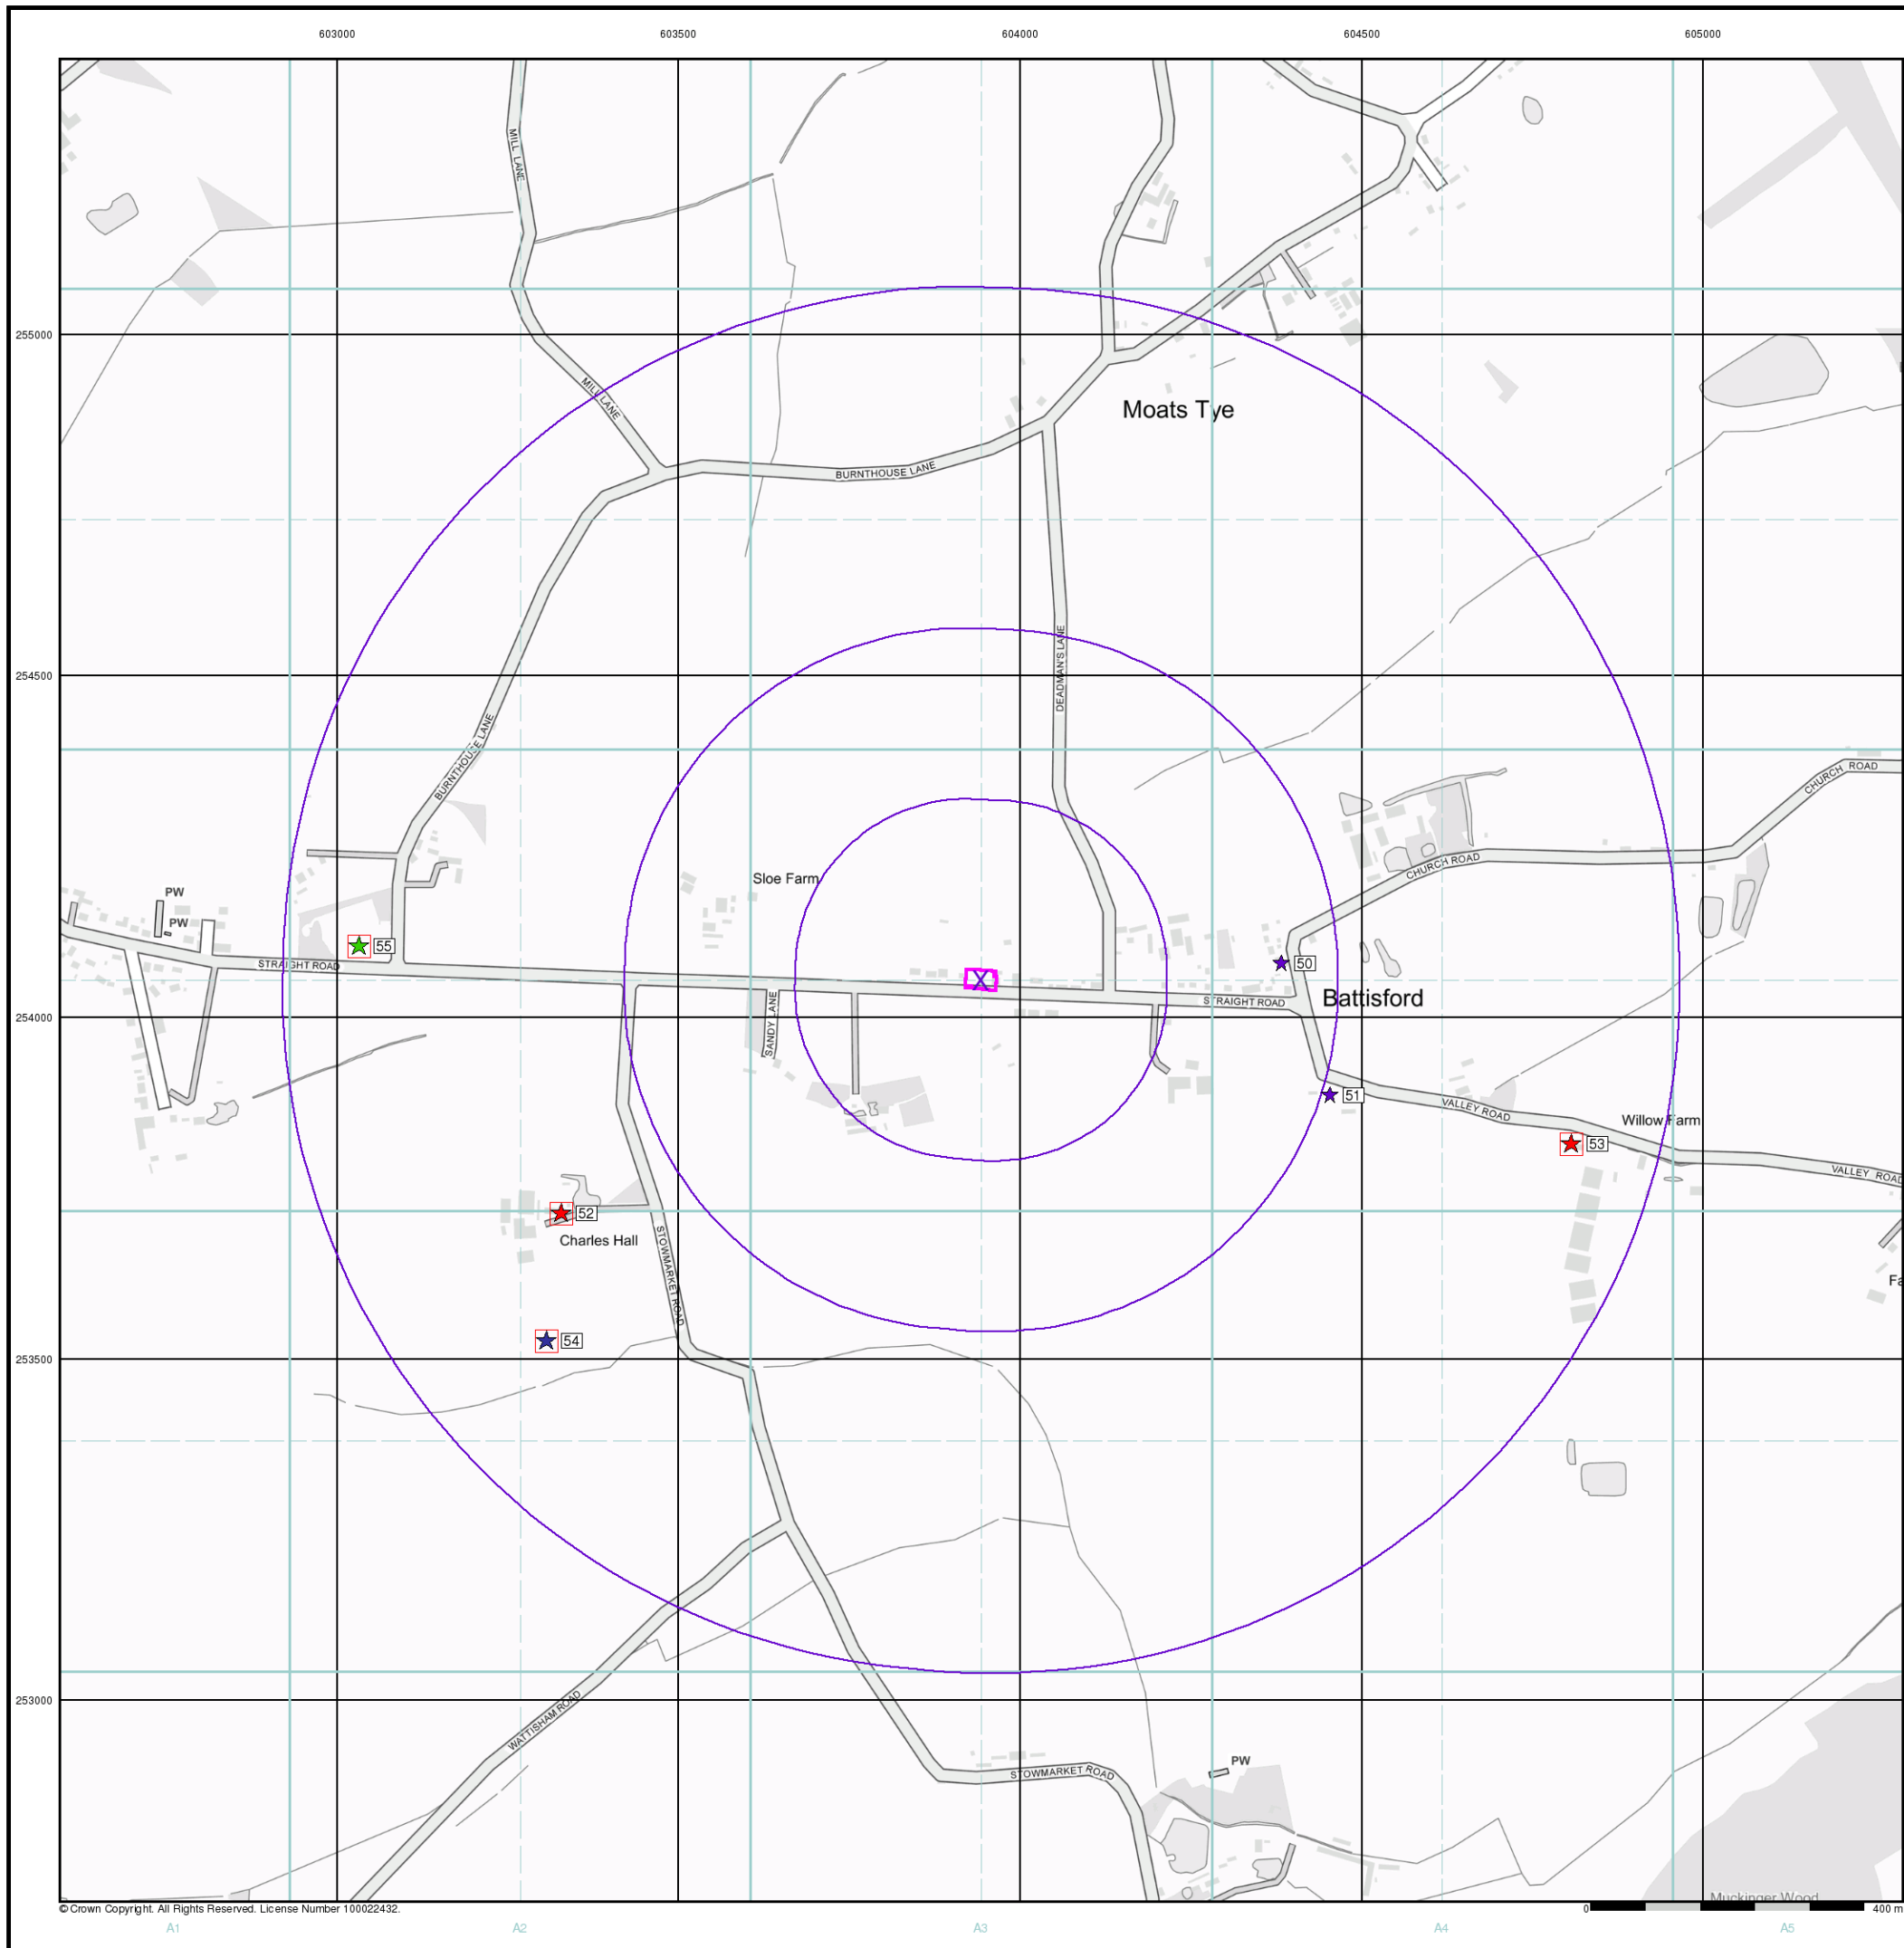 603000 603500 604000 604500 605000
MILL LANE
255000
MILL LANE
Moats Tye
BURNTHOUSE LANE
254500
DEADMAN'S LANE
BURNTHOUSE LANE
CHURCH ROAD
CHURCH ROAD
Sloe Farm
PW
PW
55
STRAIGHT ROAD
50
Battisford
STRAIGHT ROAD
254000
SANDY LANE
51
VALLEY ROAD
Willow Farm
53
VALLEY ROAD
52
Charles Hall
STOWMARKET ROAD
Fa
54
253500
253000
WATTISHAM ROAD
PW
STOWMARKET ROAD
Muckinger Wood
© Crown Copyright. All Rights Reserved. License Number 100022432.
0 400 m
A1 A2 A3 A4 A5